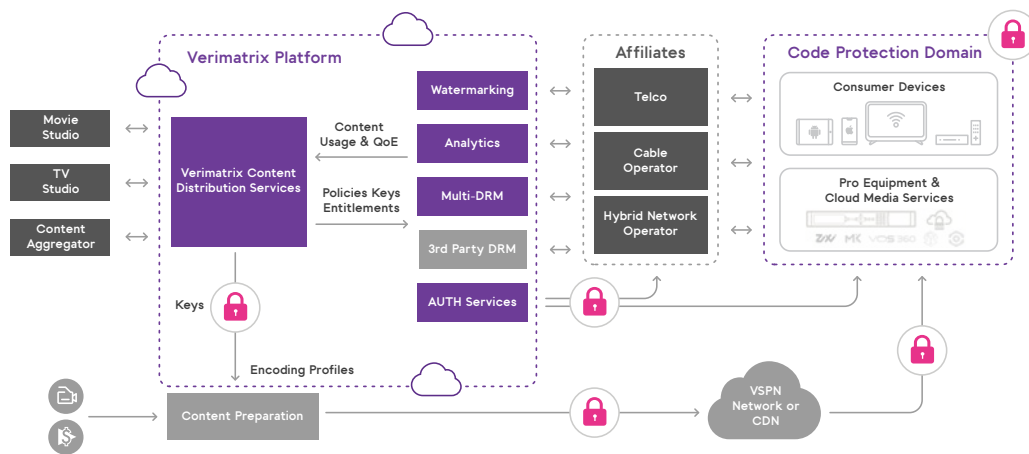 Verimatrix Platform
Affiliates
Code Protection Domain
Movie
Studio
TV
Studio
Content
Aggregator
Verimatrix Content
Distribution Services
Content
Usage & QoE
Policies Keys
Entitlements
Watermarking
Analytics
Multi-DRM
3rd Party DRM
AUTH Services
Telco
Cable
Operator
Hybrid Network
Operator
Consumer Devices
Pro Equipment &
Cloud Media Services
MK
VOS 360
Keys
Encoding Profiles
Content Preparation
VSPN
Network or
CDN